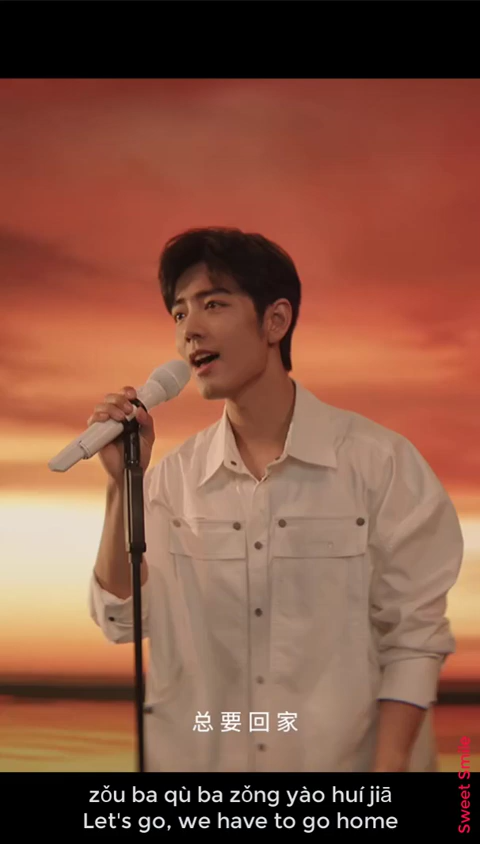 总要回家
zǒu ba qù ba zǒng yào huí jiā
Let's go, we have to go home
Sweet Smile